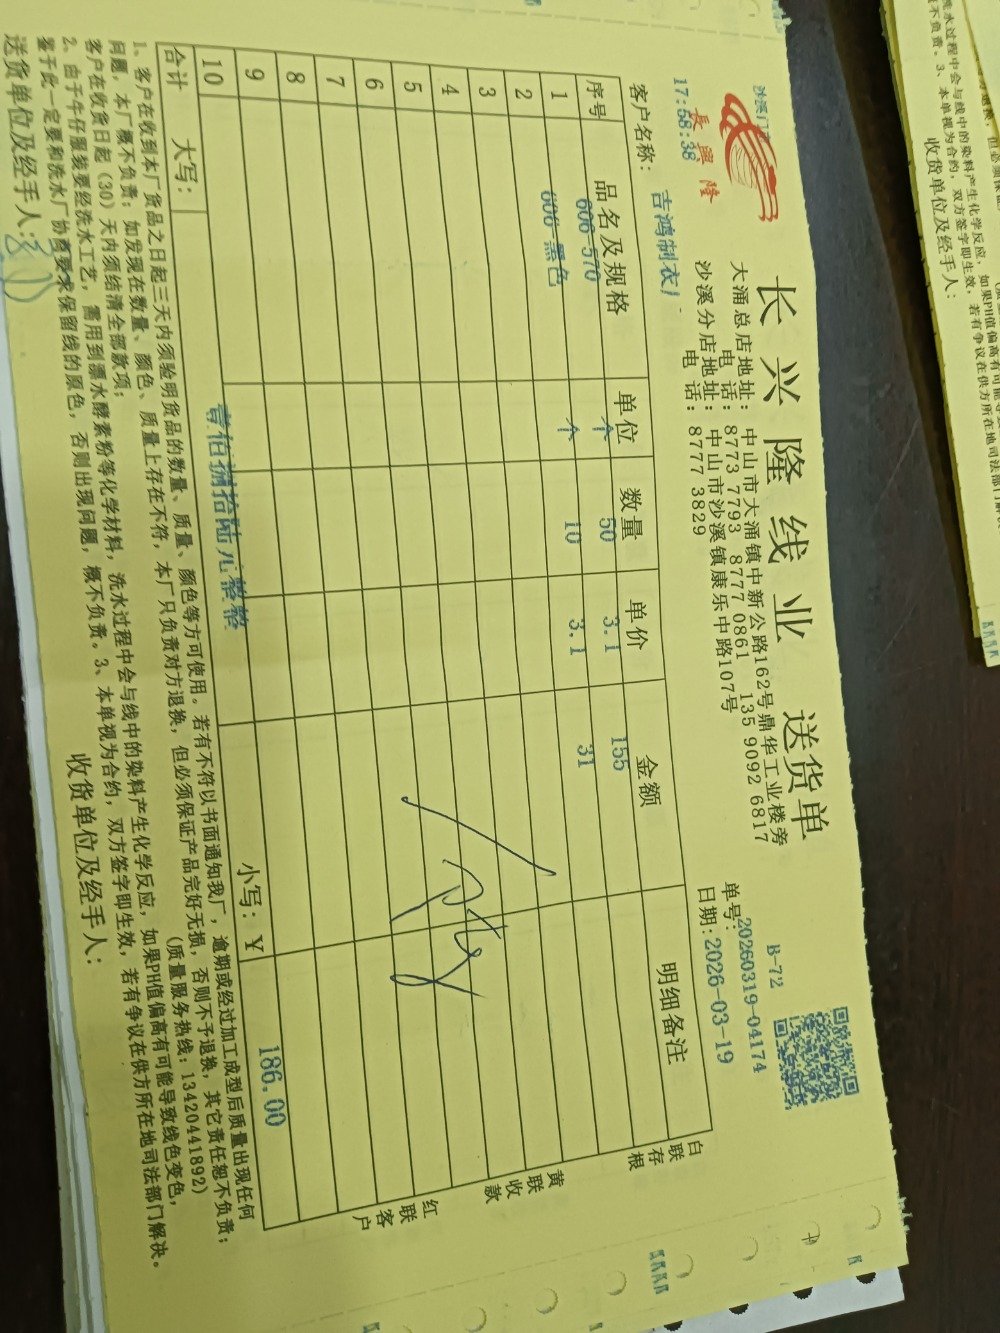 长兴隆线业 送货单
沙溪门
17:58:38
長興隆
大涌总店地址：中山市大涌镇中新公路162号鼎华工业楼旁
电 话：8773 7793 8777 0861 135 9092 6817
沙溪分店地址：中山市沙溪镇康乐中路107号
电 话：8777 3829
B-72
单号：20260319-04174
日期：2026-03-19
客户名称：吉鸿制衣厂
序号 品名及规格 单位 数量 单价 金额 明细备注
1 606-570 个 50 3.1 155
2 606-黑色 个 10 3.1 31
3
4
5
6
7
8
9
10
合计 大写：壹佰捌拾陆元整整 小写：￥ 186.00
白联存根
黄联收款
红联客户
1、客户在收到本厂货品之日起三天内须验明货品的数量、质量、颜色等方可使用。若有不符以书面通知我厂，逾期或经过加工成型后质量出现任何
问题，本厂概不负责；如发现在数量、颜色、质量上存在不符，本厂只负责对方退换，但必须保证产品完好无损，否则不予退换，其它责任恕不负责；
客户在收货日起（30）天内须结清全部款项； (质量服务热线：13420441892)
2、由于牛仔服装要经洗水工艺，需用到漂水酵素粉等化学材料，洗水过程中会与线中的染料产生化学反应，如果PH值偏高有可能导致线色变色，
鉴于此一定要和洗水厂协商要求保留线的原色，否则出现问题，概不负责。3、本单视为合约，双方签字即生效，若有争议在供方所在地司法部门解决。
送货单位及经手人： 收货单位及经手人：
收货单位及经手人：